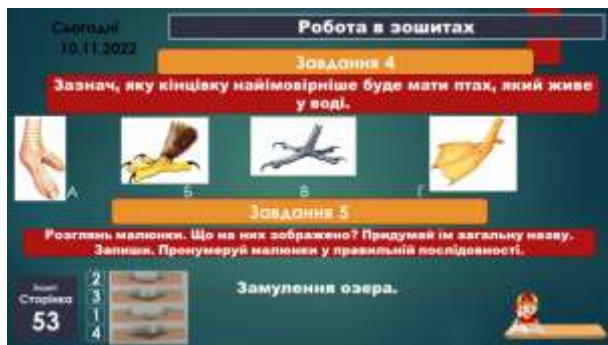 Сьогодні
10.11.2022
Робота в зошитах
Завдання 4
Зазнач, яку кінцівку найімовірніше буде мати птах, який живе
у воді.
А
Б
В
Г
Завдання 5
Розглянь малюнки. Що на них зображено? Придумай їм загальну назву.
Запиши. Пронумеруй малюнки у правильній послідовності.
2
3
1
4
Замулення озера.
Зошит
Сторінка
53